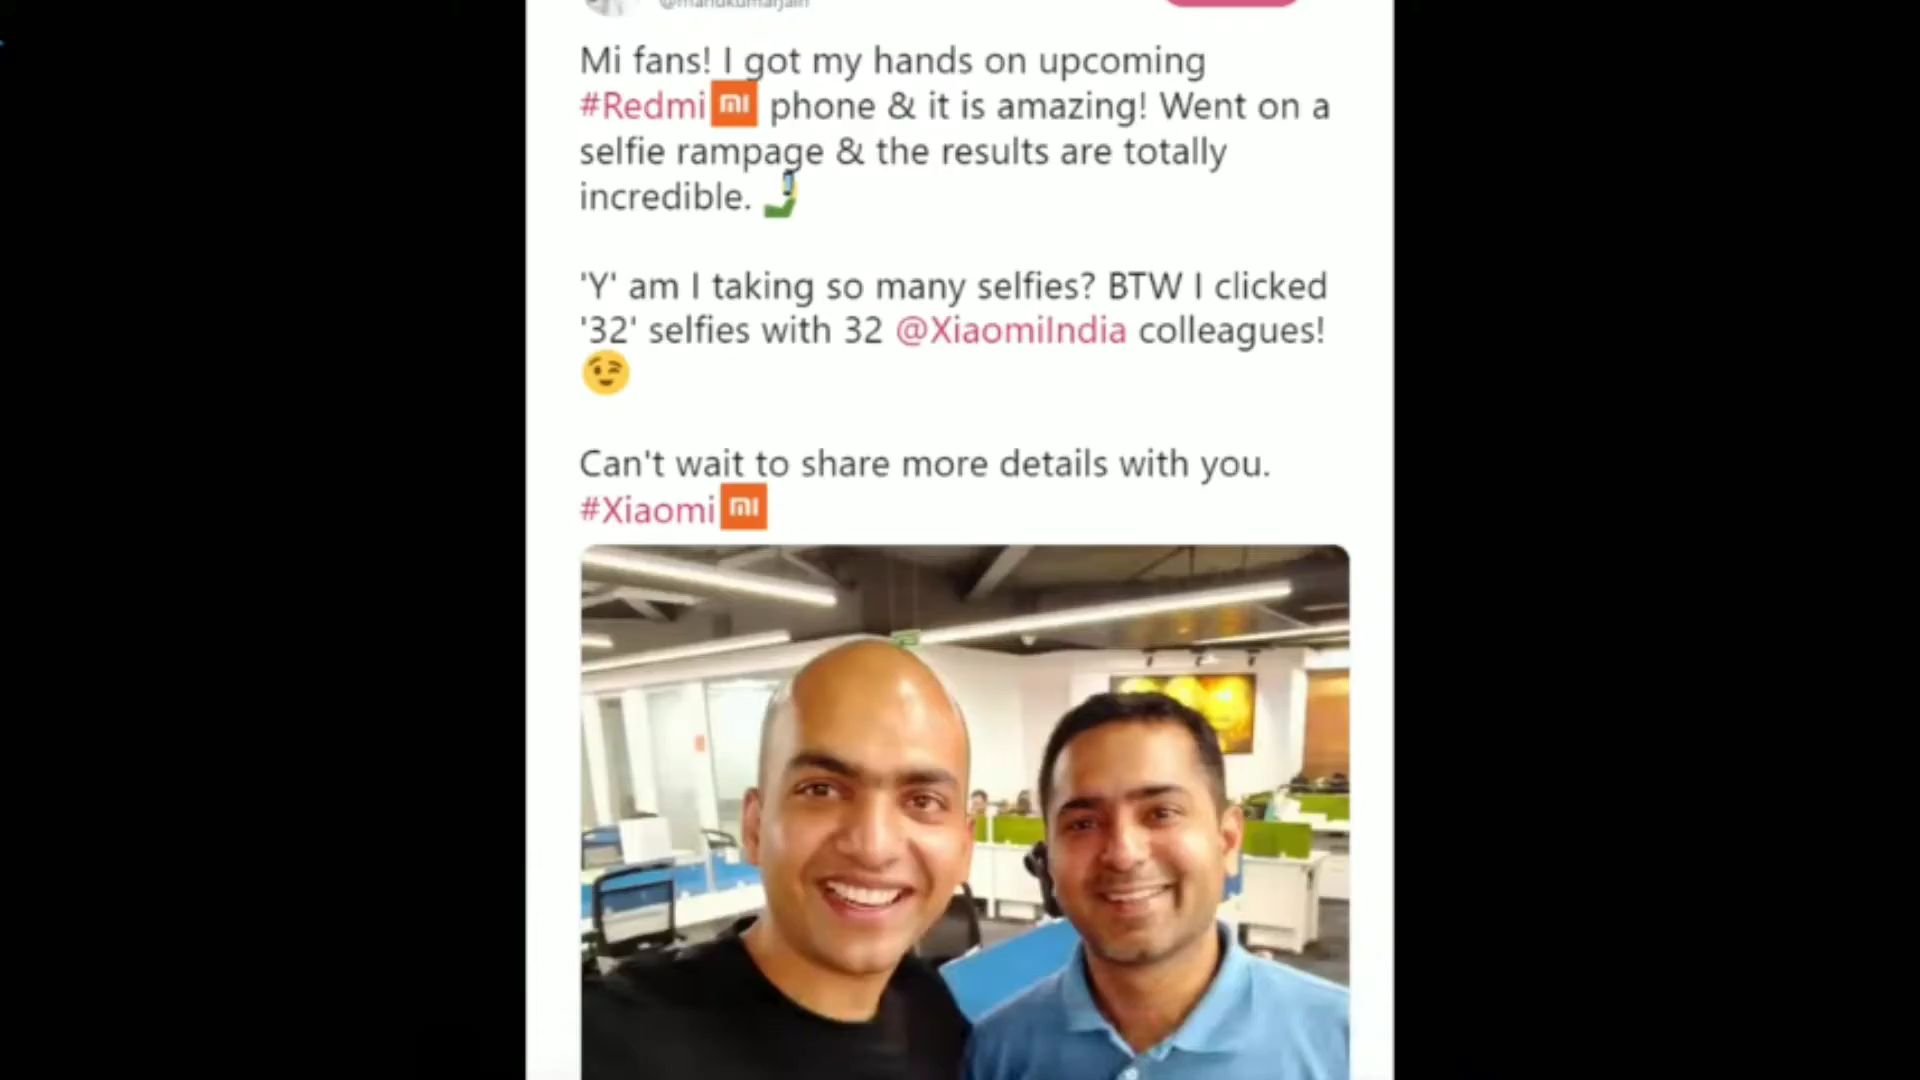 @manukumarjain
Mi fans! I got my hands on upcoming
#Redmi mi phone & it is amazing! Went on a
selfie rampage & the results are totally
incredible.
'Y' am I taking so many selfies? BTW I clicked
'32' selfies with 32 @XiaomiIndia colleagues!
Can't wait to share more details with you.
#Xiaomi mi